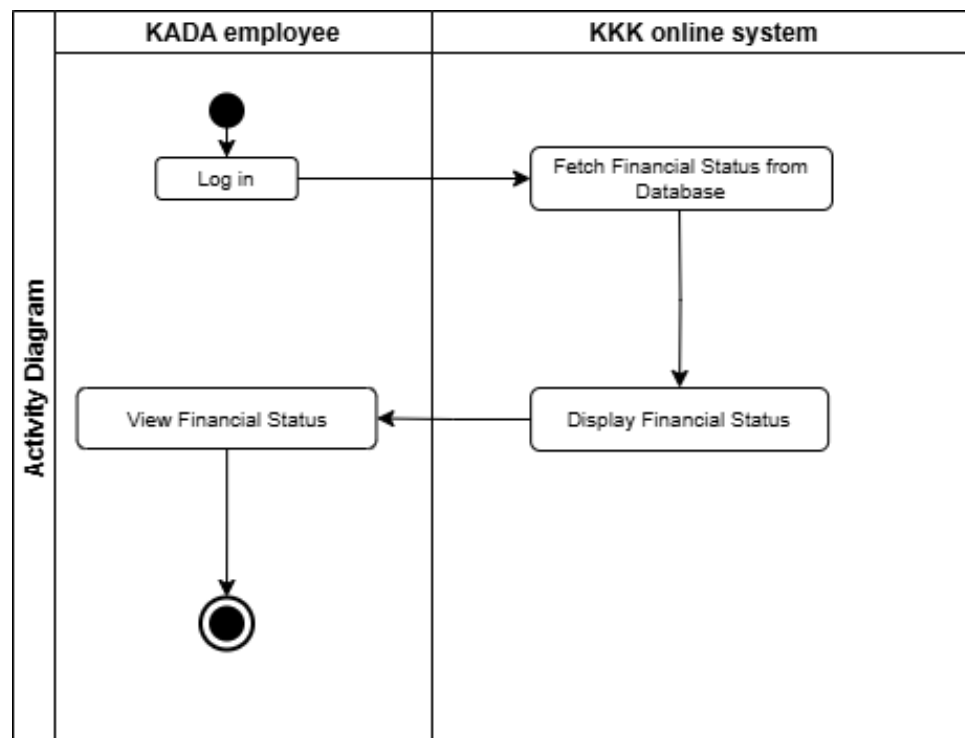 KADA employee
KKK online system
Activity Diagram
Log in
Fetch Financial Status from
Database
View Financial Status
Display Financial Status